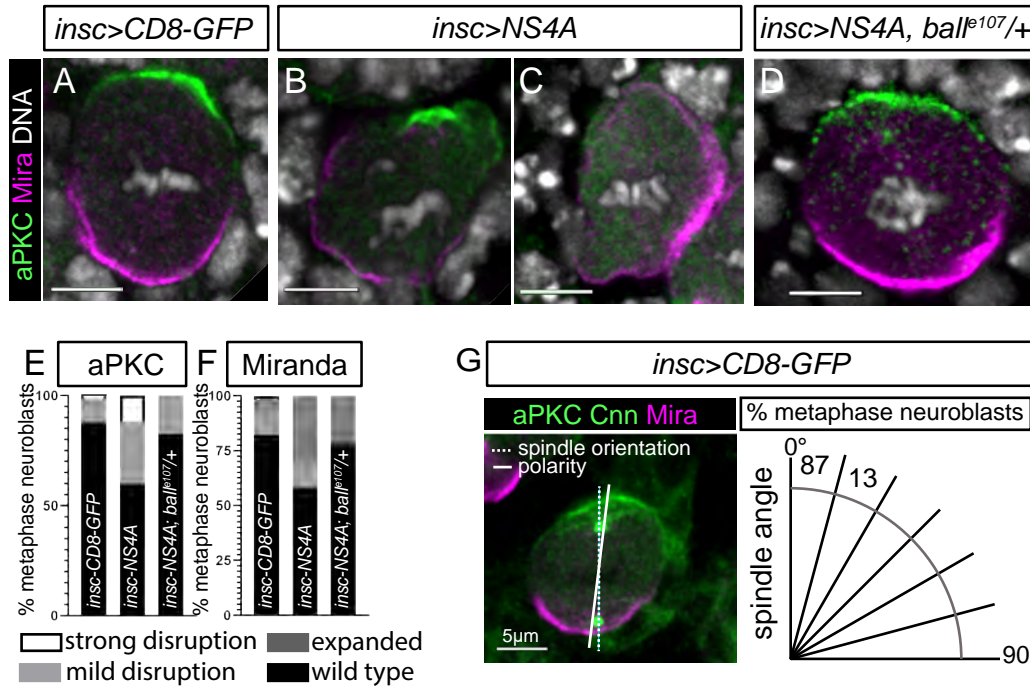 insc>CD8-GFP
insc>NS4A
insc>NS4A, ball^e107/+
aPKC Mira DNA
A
B
C
D
E
aPKC
F
Miranda
% metaphase neuroblasts
100
50
0
insc-CD8-GFP
insc-NS4A
insc-NS4A; ball^e107/+
% metaphase neuroblasts
100
75
50
25
0
insc-CD8-GFP
insc-NS4A
insc-NS4A; ball^e107/+
strong disruption
expanded
mild disruption
wild type
G
insc>CD8-GFP
aPKC Cnn Mira
spindle orientation
polarity
5µm
% metaphase neuroblasts
0°
87
13
spindle angle
90